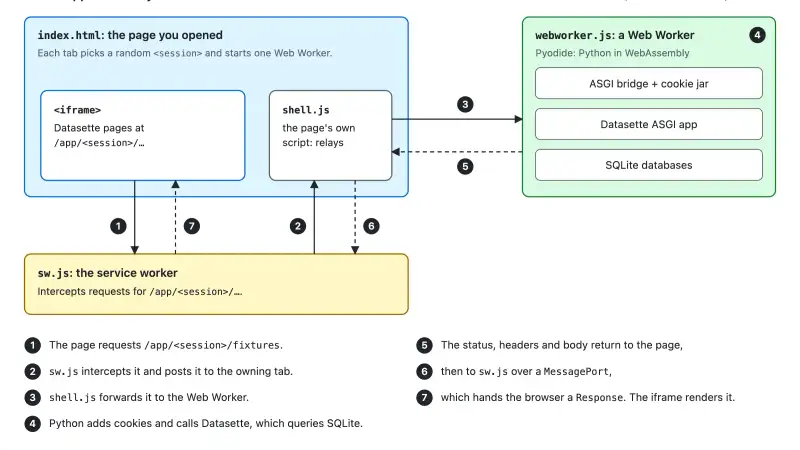 index.html: the page you opened
Each tab picks a random <session> and starts one Web Worker.
<iframe>
Datasette pages at
/app/<session>/…
shell.js
the page's own
script: relays
webworker.js: a Web Worker
4
Pyodide: Python in WebAssembly
ASGI bridge + cookie jar
Datasette ASGI app
SQLite databases
3
5
1
7
2
6
sw.js: the service worker
Intercepts requests for /app/<session>/….
1 The page requests /app/<session>/fixtures.
2 sw.js intercepts it and posts it to the owning tab.
3 shell.js forwards it to the Web Worker.
4 Python adds cookies and calls Datasette, which queries SQLite.
5 The status, headers and body return to the page,
6 then to sw.js over a MessagePort,
7 which hands the browser a Response. The iframe renders it.